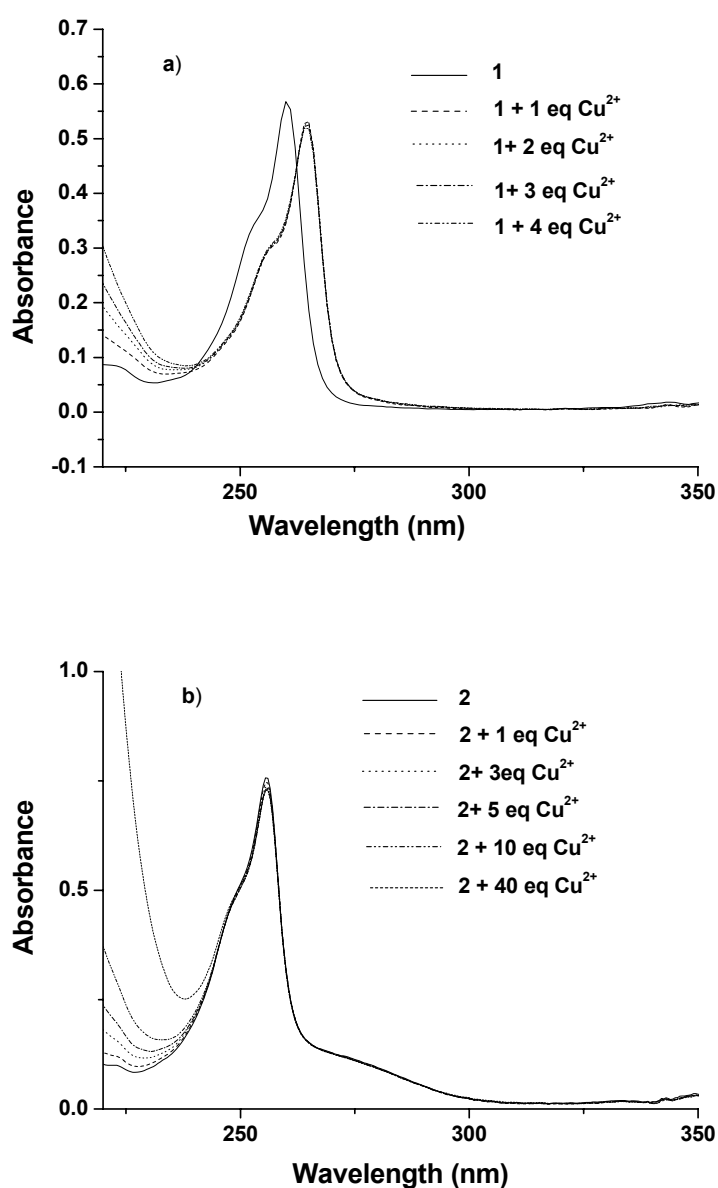 a)
1
1 + 1 eq Cu²⁺
1+ 2 eq Cu²⁺
1+ 3 eq Cu²⁺
1 + 4 eq Cu²⁺
0.7
0.6
0.5
0.4
0.3
0.2
0.1
0.0
-0.1
Absorbance
250
300
350
Wavelength (nm)
b)
2
2 + 1 eq Cu²⁺
2+ 3eq Cu²⁺
2+ 5 eq Cu²⁺
2 + 10 eq Cu²⁺
2 + 40 eq Cu²⁺
1.0
0.5
0.0
Absorbance
250
300
350
Wavelength (nm)